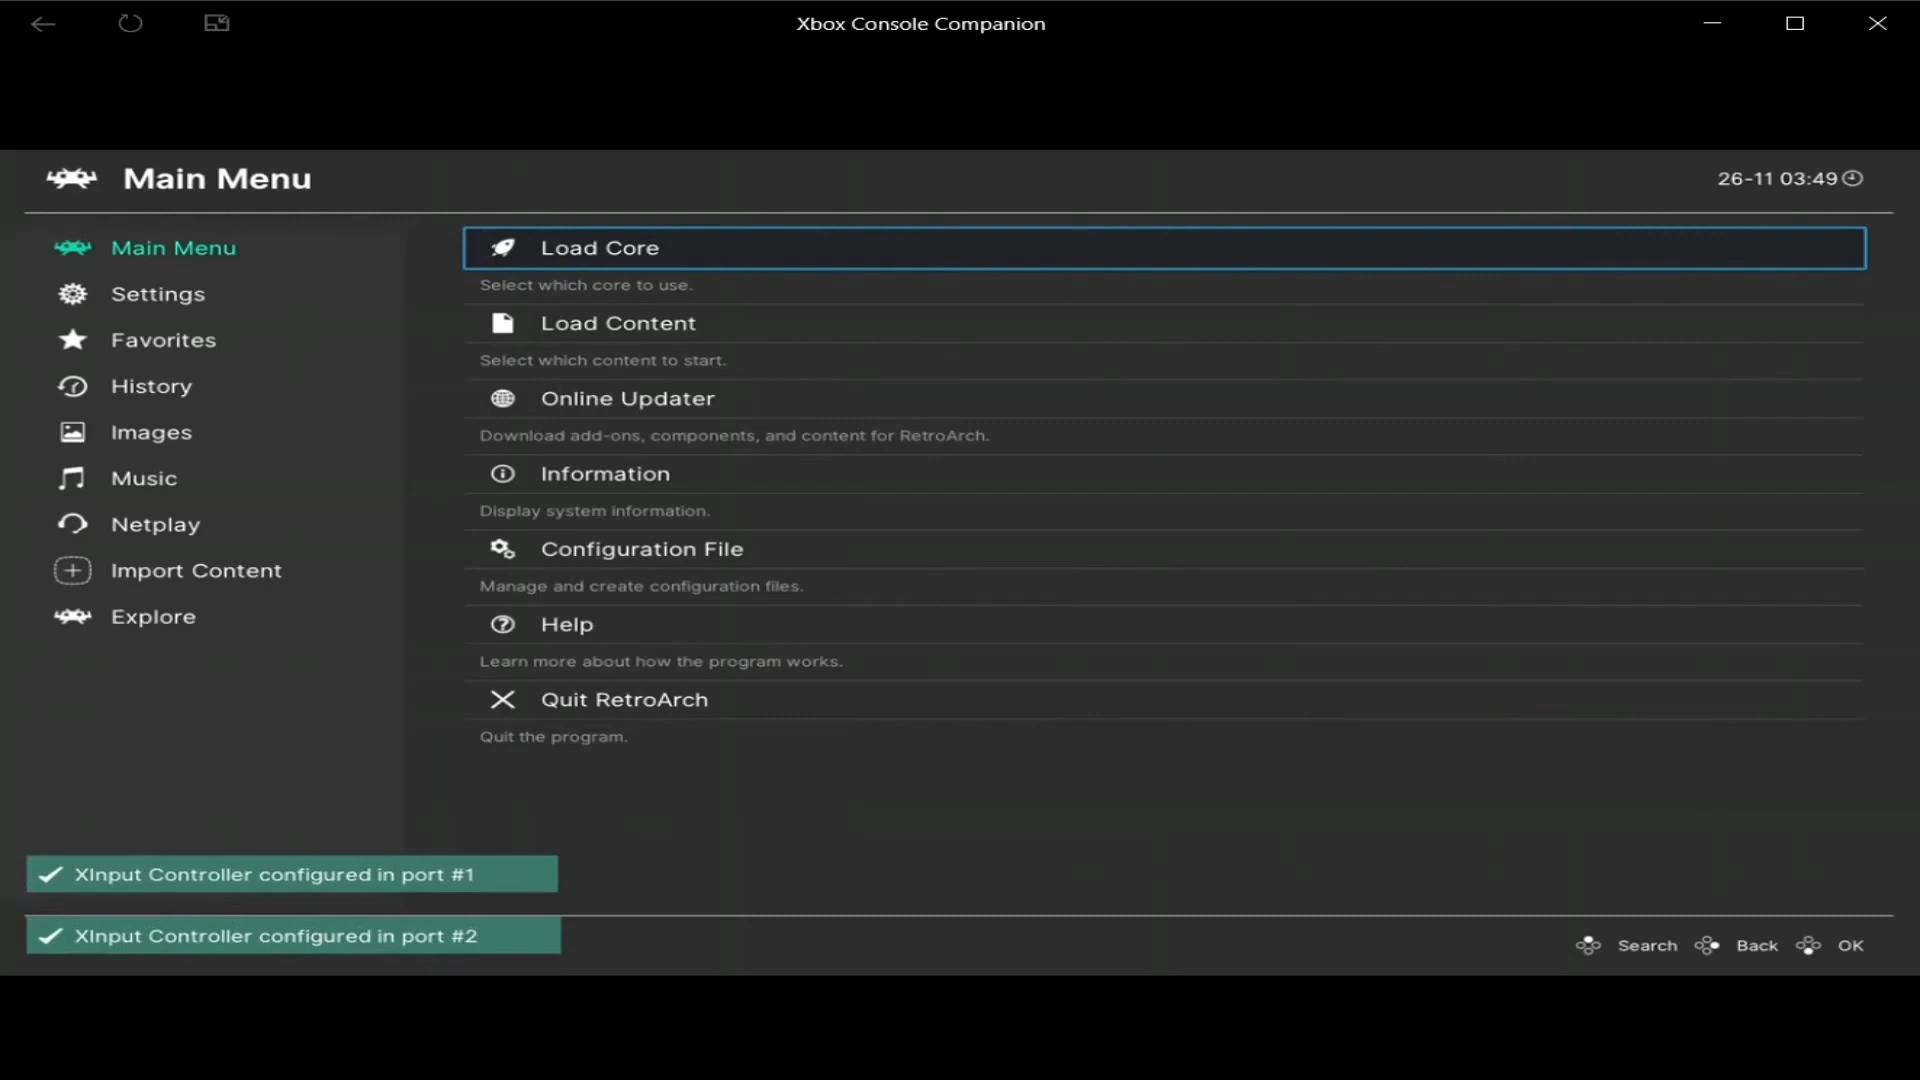 Xbox Console Companion
Main Menu
26-11 03:49
Main Menu
Settings
Favorites
History
Images
Music
Netplay
Import Content
Explore
Load Core
Select which core to use.
Load Content
Select which content to start.
Online Updater
Download add-ons, components, and content for RetroArch.
Information
Display system information.
Configuration File
Manage and create configuration files.
Help
Learn more about how the program works.
Quit RetroArch
Quit the program.
XInput Controller configured in port #1
XInput Controller configured in port #2
Search Back OK